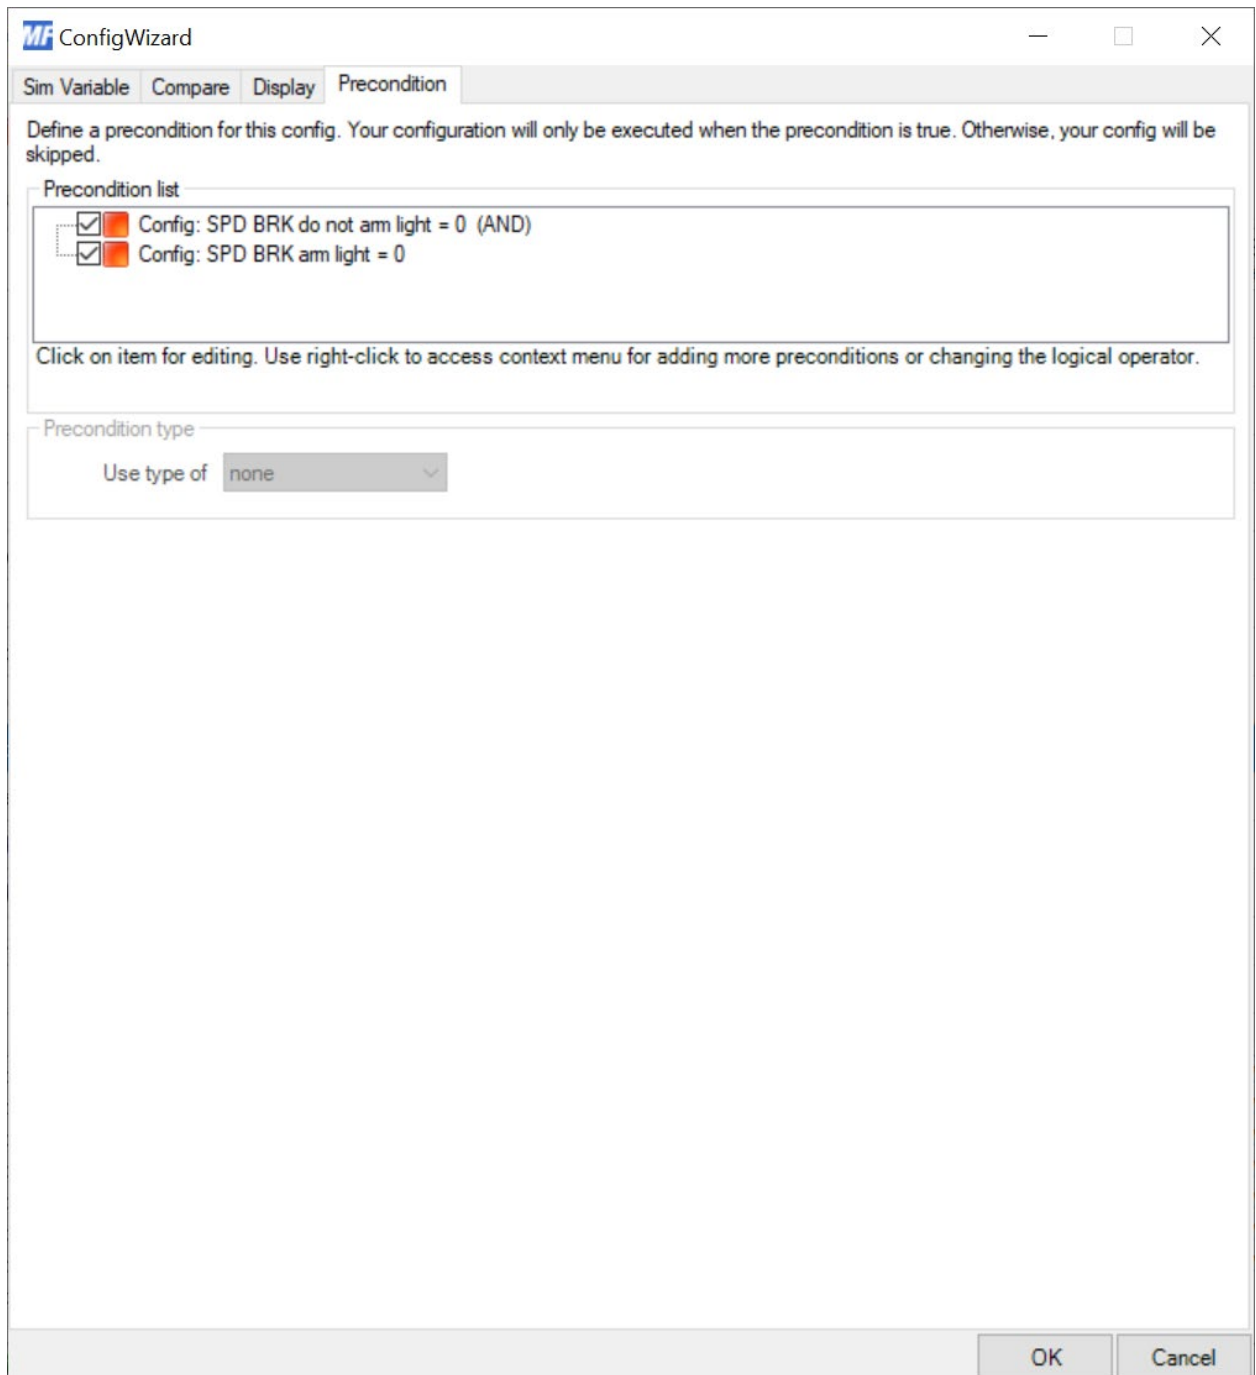 MF ConfigWizard
Sim Variable Compare Display Precondition
Define a precondition for this config. Your configuration will only be executed when the precondition is true. Otherwise, your config will be
skipped.
Precondition list
Config: SPD BRK do not arm light = 0 (AND)
Config: SPD BRK arm light = 0
Click on item for editing. Use right-click to access context menu for adding more preconditions or changing the logical operator.
Precondition type
Use type of none
OK Cancel